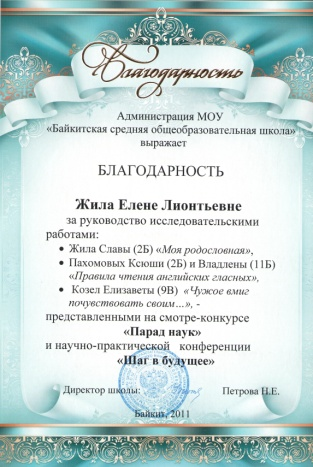 Благодарность
Администрация МОУ
«Байкитская средняя общеобразовательная школа»
выражает
БЛАГОДАРНОСТЬ
Жила Елене Лионтьевне
за руководство исследовательскими
работами:
• Жила Славы (2Б) «Моя родословная»,
• Пахомовых Ксюши (2Б) и Владлены (11Б)
«Правила чтения английских гласных»,
• Козел Елизаветы (9В) «Чужое вмиг
почувствовать своим…», -
представленными на смотре-конкурсе
«Парад наук»
и научно-практической конференции
«Шаг в будущее»
Директор школы: Петрова Н.Е.
Байкит, 2011